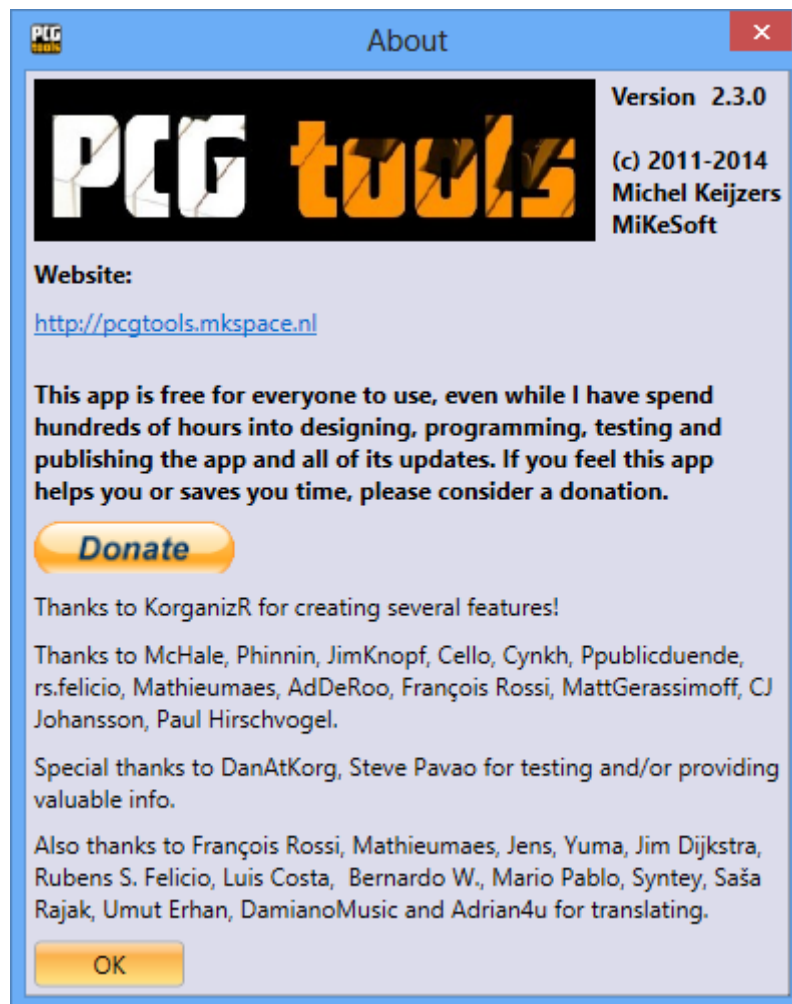 PCG tools
About
PCG tools
Version 2.3.0
(c) 2011-2014
Michel Keijzers
MiKeSoft
Website:
http://pcgtools.mkspace.nl
This app is free for everyone to use, even while I have spend
hundreds of hours into designing, programming, testing and
publishing the app and all of its updates. If you feel this app
helps you or saves you time, please consider a donation.
Donate
Thanks to KorganizR for creating several features!
Thanks to McHale, Phinnin, JimKnopf, Cello, Cynkh, Ppublicduende,
rs.felicio, Mathieumaes, AdDeRoo, François Rossi, MattGerassimoff, CJ
Johansson, Paul Hirschvogel.
Special thanks to DanAtKorg, Steve Pavao for testing and/or providing
valuable info.
Also thanks to François Rossi, Mathieumaes, Jens, Yuma, Jim Dijkstra,
Rubens S. Felicio, Luis Costa, Bernardo W., Mario Pablo, Syntey, Saša
Rajak, Umut Erhan, DamianoMusic and Adrian4u for translating.
OK